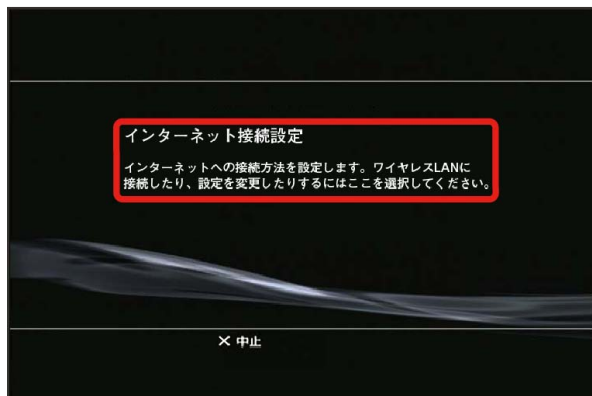 インターネット接続設定
インターネットへの接続方法を設定します。ワイヤレスLANに
接続したり、設定を変更したりするにはここを選択してください。
✕ 中止